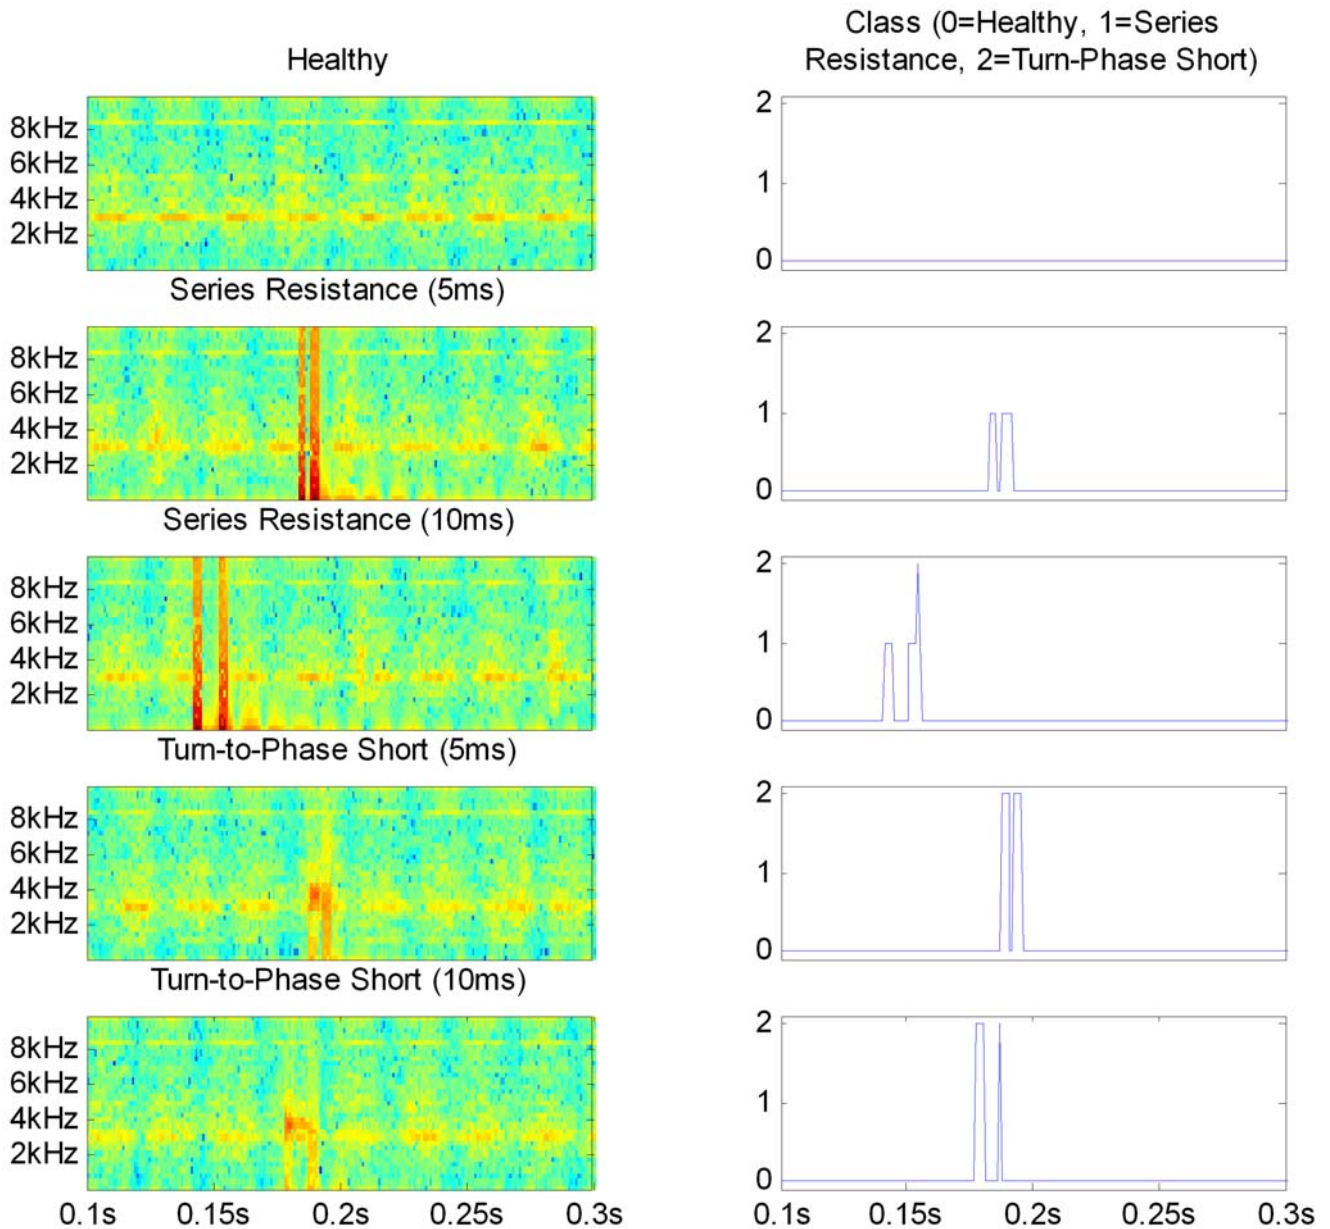 Healthy
Class (0=Healthy, 1=Series
Resistance, 2=Turn-Phase Short)
8kHz
6kHz
4kHz
2kHz
2
1
0
Series Resistance (5ms)
8kHz
6kHz
4kHz
2kHz
2
1
0
Series Resistance (10ms)
8kHz
6kHz
4kHz
2kHz
2
1
0
Turn-to-Phase Short (5ms)
8kHz
6kHz
4kHz
2kHz
2
1
0
Turn-to-Phase Short (10ms)
8kHz
6kHz
4kHz
2kHz
2
1
0
0.1s 0.15s 0.2s 0.25s 0.3s
0.1s 0.15s 0.2s 0.25s 0.3s